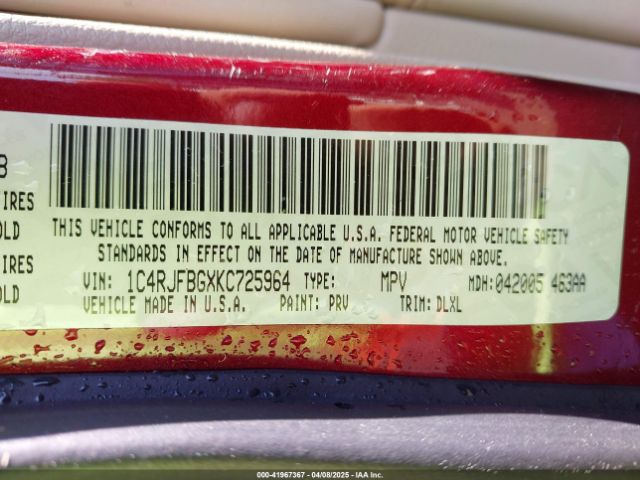 8
IRES
OLD
IRES
OLD
THIS VEHICLE CONFORMS TO ALL APPLICABLE U.S.A. FEDERAL MOTOR VEHICLE SAFETY
STANDARDS IN EFFECT ON THE DATE OF MANUFACTURE SHOWN ABOVE.
VIN: 1C4RJFBGXKC725964 TYPE: MPV MDH: 042005 463AA
VEHICLE MADE IN U.S.A. PAINT: PRV TRIM: DLXL
000-41967367 - 04/08/2025 - IAA Inc.